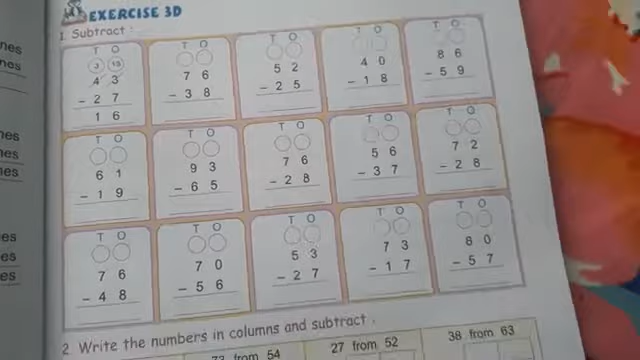 EXERCISE 3D
1 Subtract :
T O T O T O T O T O
3 13
4 3 7 6 5 2 4 0 8 6
- 2 7 - 3 8 - 2 5 - 1 8 - 5 9
1 6
T O T O T O T O T O
6 1 9 3 7 6 5 6 7 2
- 1 9 - 6 5 - 2 8 - 3 7 - 2 8
T O T O T O T O T O
7 6 7 0 5 3 7 3 8 0
- 4 8 - 5 6 - 2 7 - 1 7 - 5 7
2 Write the numbers in columns and subtract .
from 54 27 from 52 38 from 63